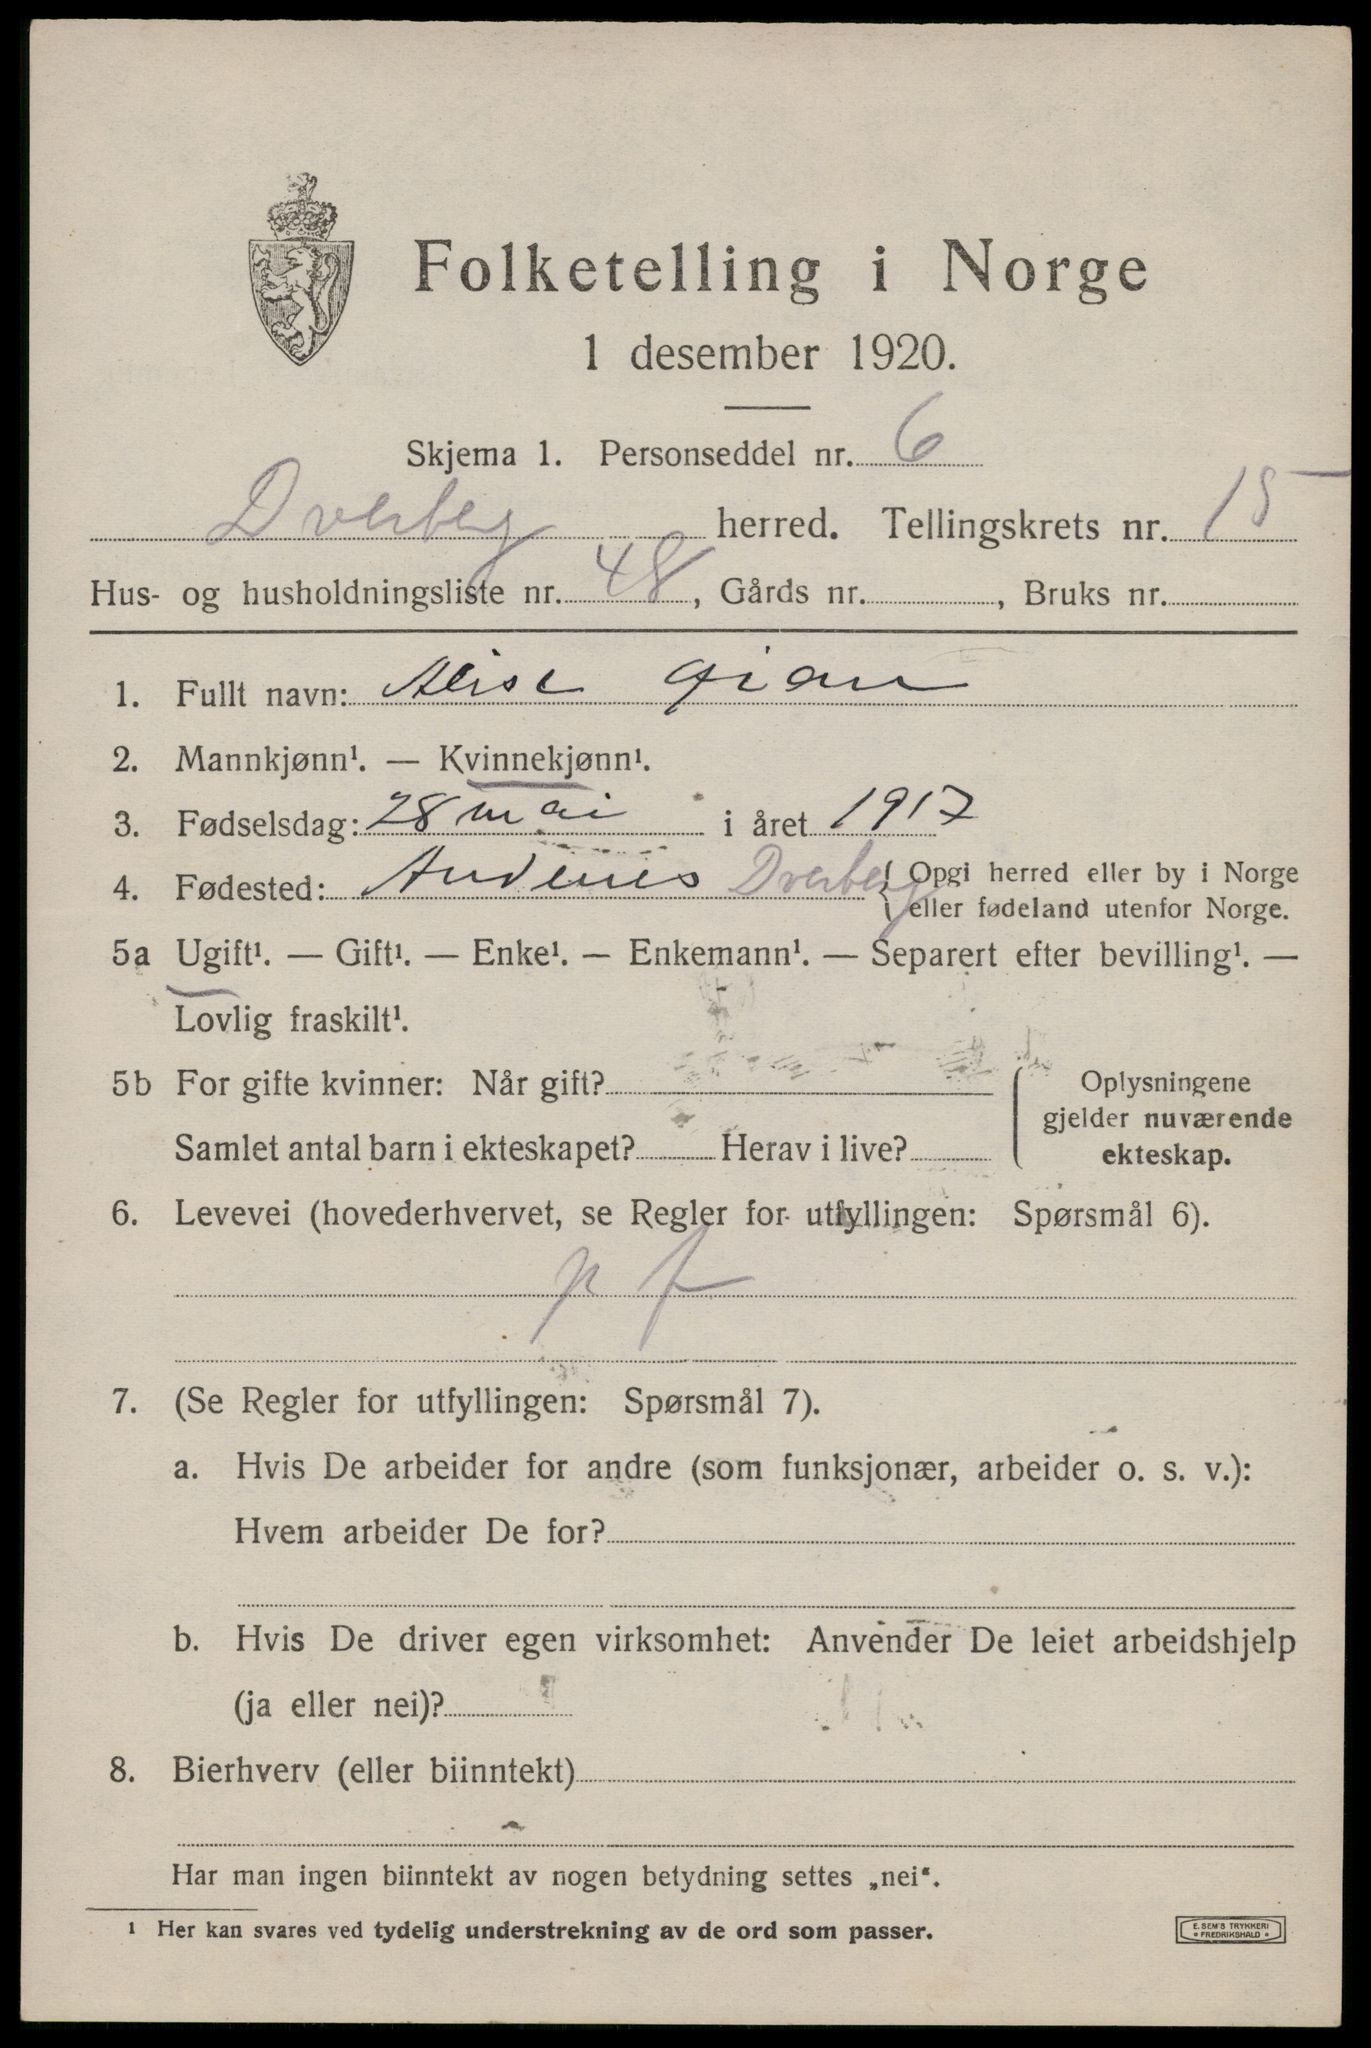 Folketelling i Norge
1 desember 1920.
Skjema 1. Personseddel nr. 6
Dverberg herred. Tellingskrets nr. 15
Hus- og husholdningsliste nr. 48, Gårds nr. , Bruks nr.
1. Fullt navn: Alise
2. Mannkjønn¹. — Kvinnekjønn¹.
3. Fødselsdag: 28 mai i året 1917
4. Fødested: Andenes Dverberg { Opgi herred eller by i Norge
eller fødeland utenfor Norge.
5a Ugift¹. — Gift¹. — Enke¹. — Enkemann¹. — Separert efter bevilling¹. —
Lovlig fraskilt¹.
5b For gifte kvinner: Når gift?
Samlet antal barn i ekteskapet? Herav i live?
Oplysningene
gjelder nuværende
ekteskap.
6. Levevei (hovederhvervet, se Regler for utfyllingen: Spørsmål 6).
p f
7. (Se Regler for utfyllingen: Spørsmål 7).
a. Hvis De arbeider for andre (som funksjonær, arbeider o. s. v.):
Hvem arbeider De for?
b. Hvis De driver egen virksomhet: Anvender De leiet arbeidshjelp
(ja eller nei)?
8. Bierhverv (eller biinntekt)
Har man ingen biinntekt av nogen betydning settes „nei“.
¹ Her kan svares ved tydelig understrekning av de ord som passer.
E. SEM'S TRYKKERI
FREDRIKSHALD